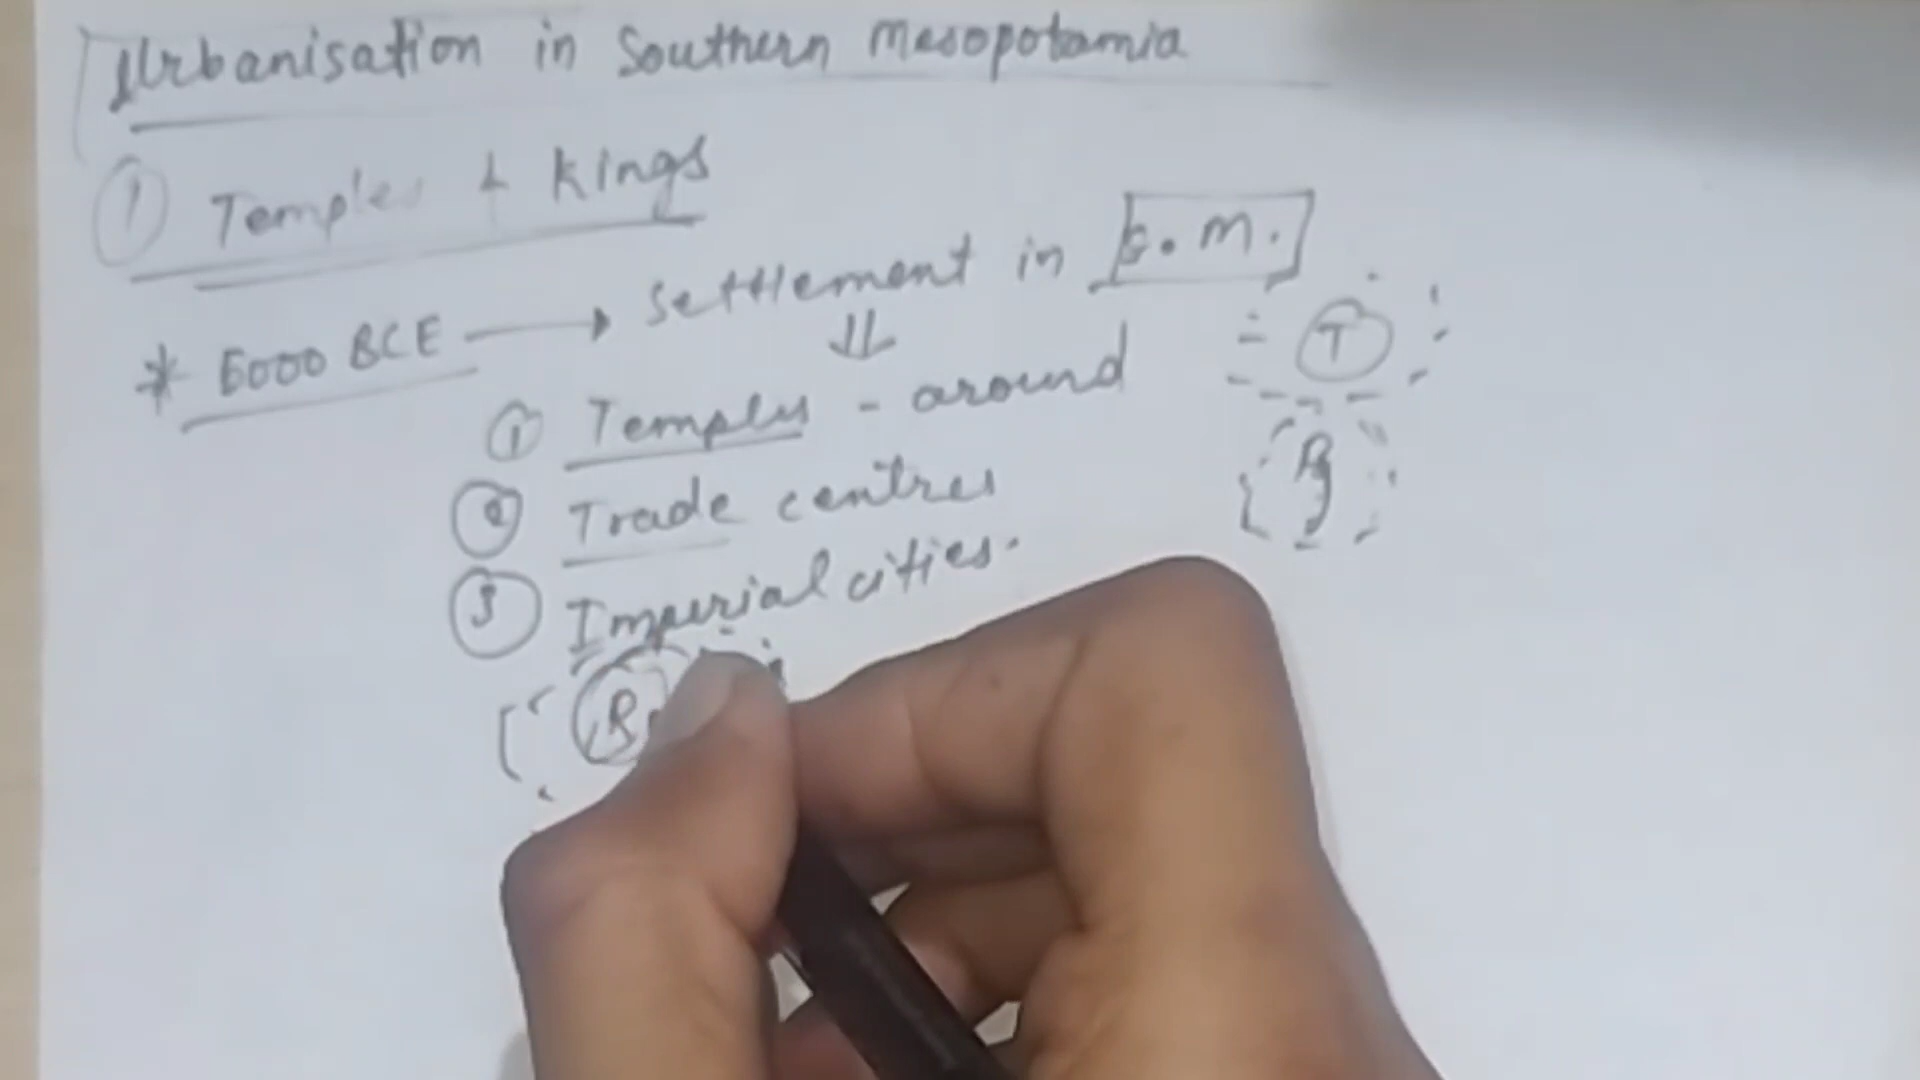 Urbanisation in Southern Mesopotamia
① Temples + Kings
* 5000 BCE → Settlement in S.M.
⇓
① Temples - around
② Trade centres
③ Imperial cities.
T
R